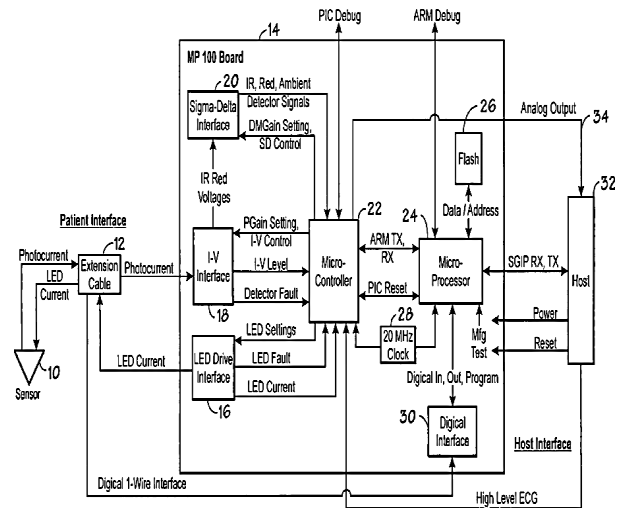 PIC Debug
ARM Debug
14
MP 100 Board
20
IR, Red, Ambient
Detector Signals
Sigma-Delta
Interface
DMGain Setting,
SD Control
26
Flash
Analog Output
34
32
IR Red
Voltages
Data / Address
Patient Interface
22
24
12
PGain Setting,
I-V Control
ARM TX,
RX
Photocurrent
Extension
Cable
Photocurrent
I-V
Interface
I-V Level
Micro-
Controller
Micro-
Processor
SGIP RX, TX
Host
LED
Current
18
Detector Fault
PIC Reset
28
LED Settings
20 MHz
Clock
Mfg
Test
Power
Reset
LED Current
LED Drive
Interface
LED Fault
10
Sensor
16
LED Current
Digical In, Out, Program
30
Digical
Interface
Host Interface
Digical 1-Wire Interface
High Level ECG